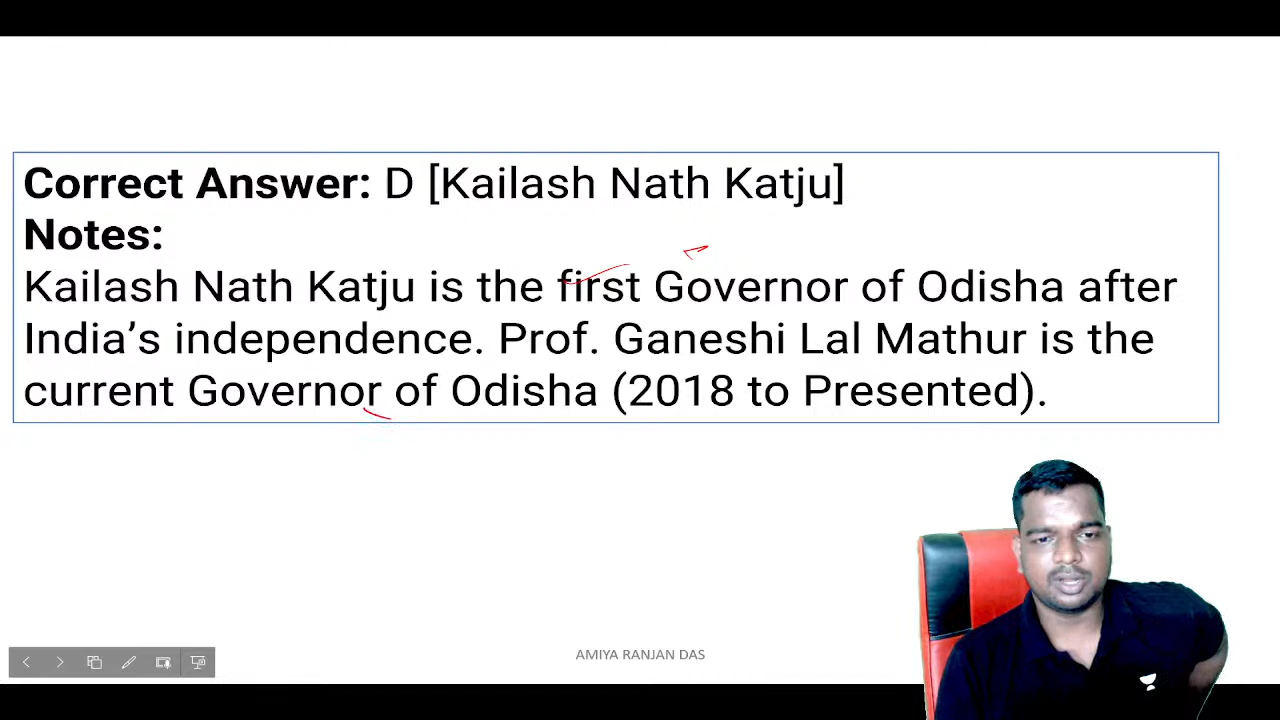 Correct Answer: D [Kailash Nath Katju]
Notes:
Kailash Nath Katju is the first Governor of Odisha after
India’s independence. Prof. Ganeshi Lal Mathur is the
current Governor of Odisha (2018 to Presented).
AMIYA RANJAN DAS